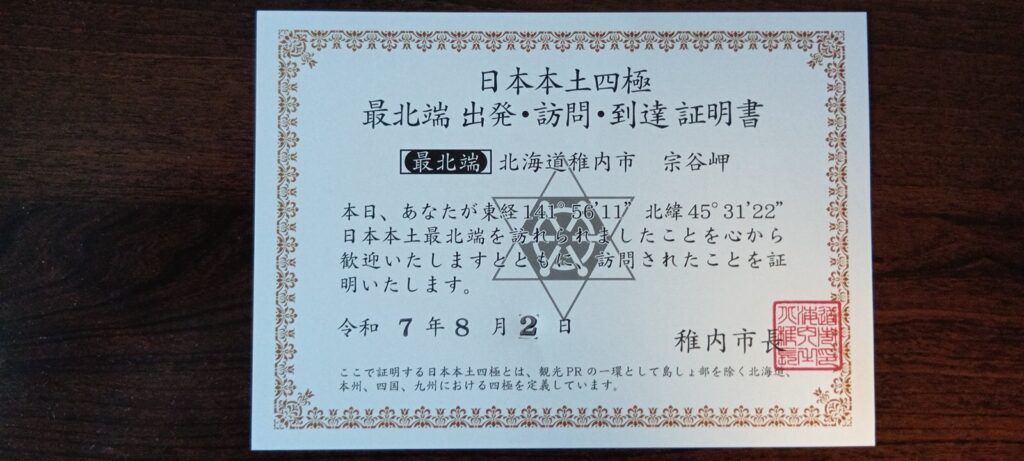 日本本土四極
最北端 出発・訪問・到達 証明書
最北端 北海道稚内市 宗谷岬
本日、あなたが東経141°56’11” 北緯45°31’22”
日本本土最北端を訪れられましたことを心から
歓迎いたしますとともに、訪問されたことを証
明いたします。
令和 7 年 8 月 2 日
稚内市長
ここで証明する日本本土四極とは、観光PRの一環として島しょ部を除く北海道、
本州、四国、九州における四極を定義しています。